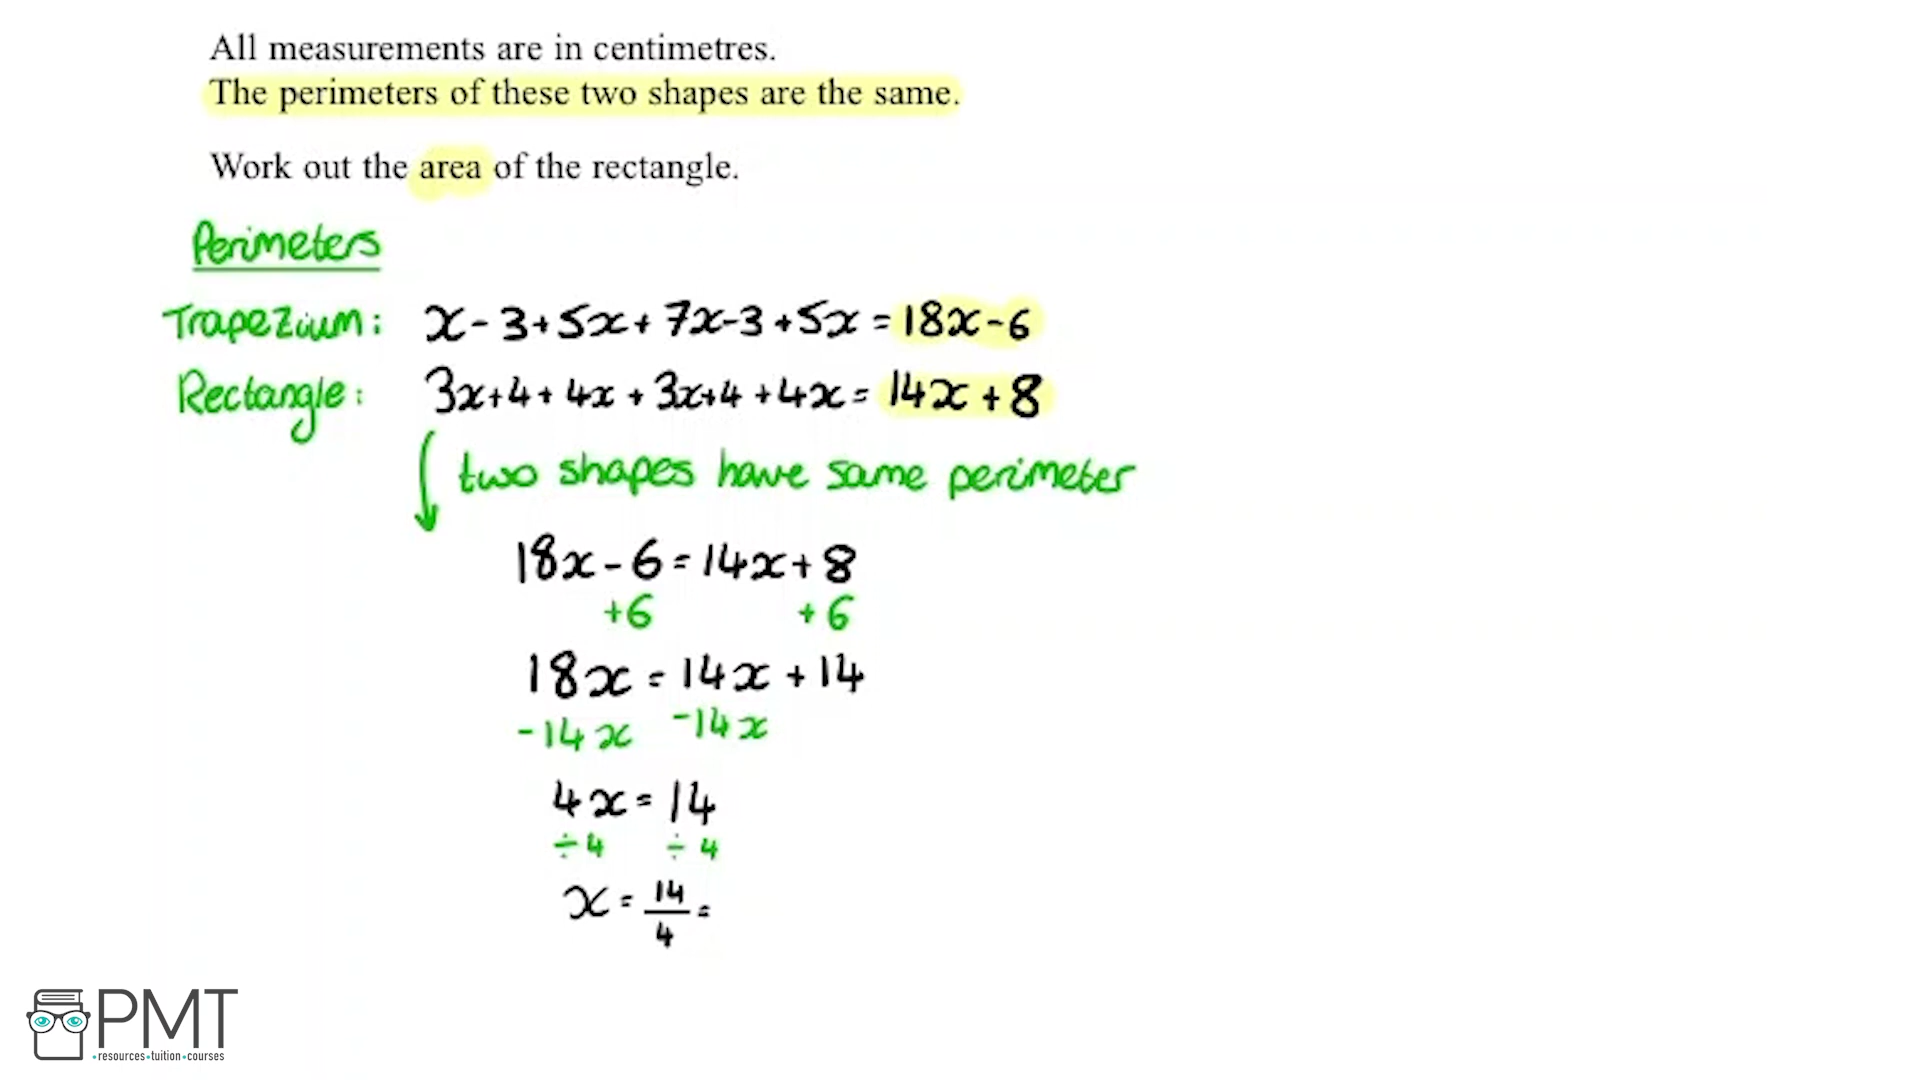 All measurements are in centimetres.
The perimeters of these two shapes are the same.
Work out the area of the rectangle.
Perimeters
Trapezium: x - 3 + 5x + 7x - 3 + 5x = 18x - 6
Rectangle: 3x + 4 + 4x + 3x + 4 + 4x = 14x + 8
two shapes have same perimeter
18x - 6 = 14x + 8
+6 +6
18x = 14x + 14
-14x -14x
4x = 14
÷4 ÷4
x = 14/4 =
PMT
•resources•tuition•courses